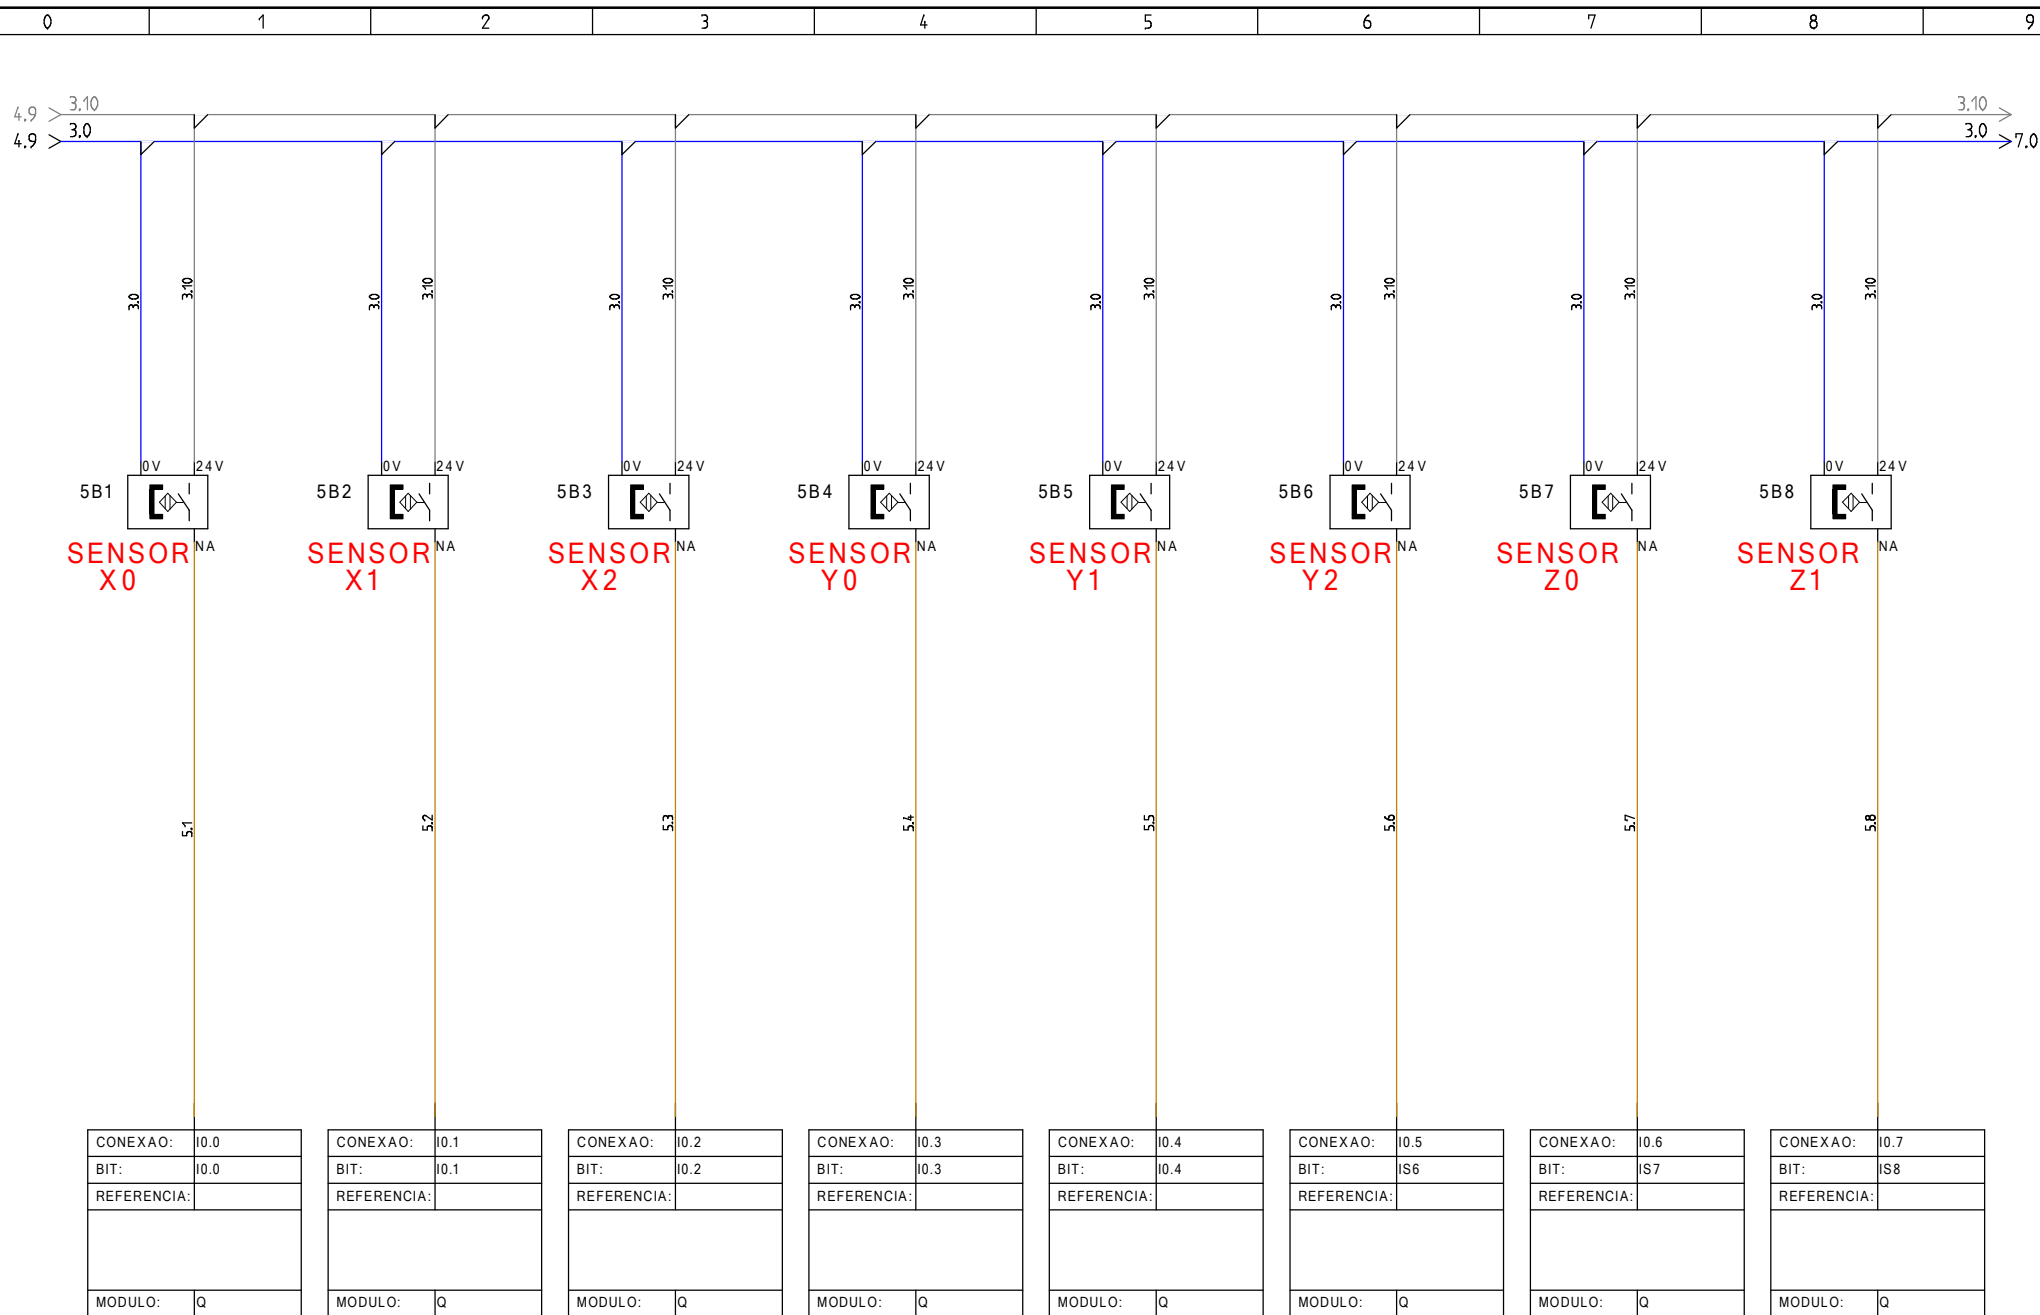 0 1 2 3 4 5 6 7 8 9
4.9 3.10 3.10
4.9 3.0 3.0 7.0
3.0 3.10 3.0 3.10 3.0 3.10 3.0 3.10 3.0 3.10 3.0 3.10 3.0 3.10 3.0 3.10
0V 24V 0V 24V 0V 24V 0V 24V 0V 24V 0V 24V 0V 24V 0V 24V
5B1 5B2 5B3 5B4 5B5 5B6 5B7 5B8
SENSOR NA SENSOR NA SENSOR NA SENSOR NA SENSOR NA SENSOR NA SENSOR NA SENSOR NA
X0 X1 X2 Y0 Y1 Y2 Z0 Z1
5.1 5.2 5.3 5.4 5.5 5.6 5.7 5.8
CONEXAO: I0.0 CONEXAO: I0.1 CONEXAO: I0.2 CONEXAO: I0.3 CONEXAO: I0.4 CONEXAO: I0.5 CONEXAO: I0.6 CONEXAO: I0.7
BIT: I0.0 BIT: I0.1 BIT: I0.2 BIT: I0.3 BIT: I0.4 BIT: IS6 BIT: IS7 BIT: IS8
REFERENCIA: REFERENCIA: REFERENCIA: REFERENCIA: REFERENCIA: REFERENCIA: REFERENCIA: REFERENCIA:
MODULO: Q MODULO: Q MODULO: Q MODULO: Q MODULO: Q MODULO: Q MODULO: Q MODULO: Q